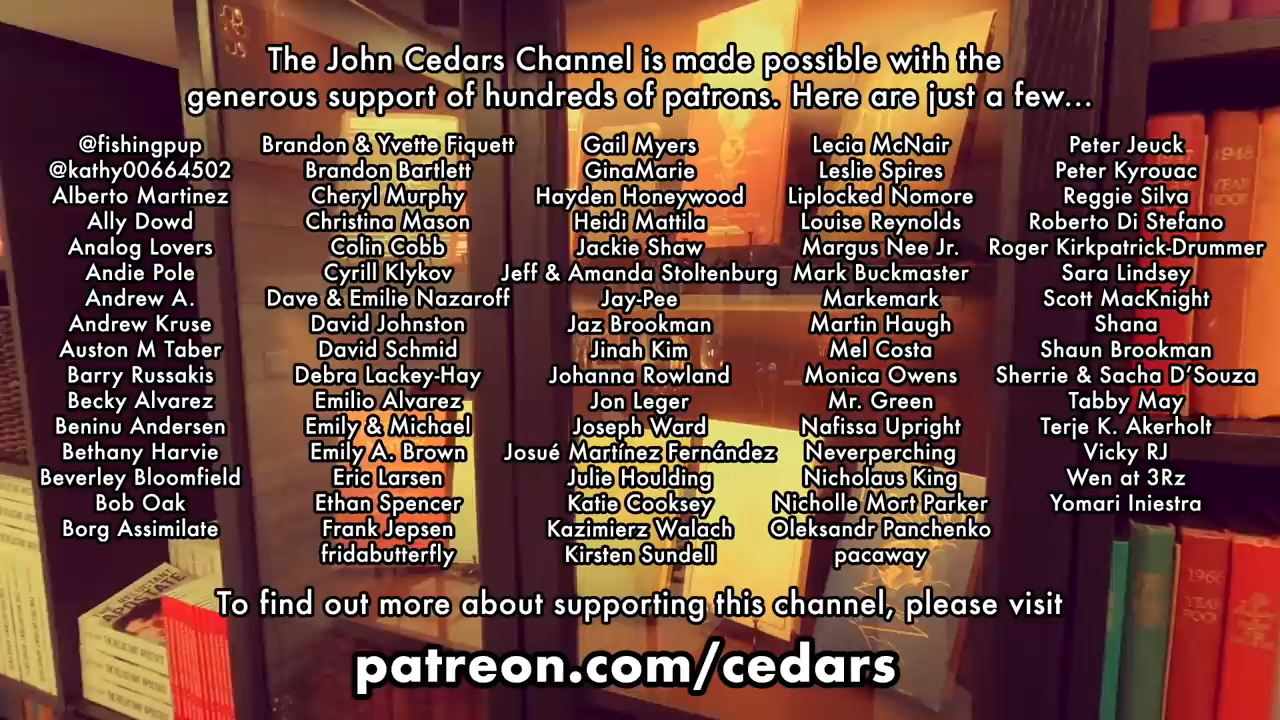 The John Cedars Channel is made possible with the
generous support of hundreds of patrons. Here are just a few...
@fishingpup
@kathy00664502
Alberto Martinez
Ally Dowd
Analog Lovers
Andie Pole
Andrew A.
Andrew Kruse
Auston M Taber
Barry Russakis
Becky Alvarez
Beninu Andersen
Bethany Harvie
Beverley Bloomfield
Bob Oak
Borg Assimilate
Brandon & Yvette Fiquett
Brandon Bartlett
Cheryl Murphy
Christina Mason
Colin Cobb
Cyrill Klykov
Dave & Emilie Nazaroff
David Johnston
David Schmid
Debra Lackey-Hay
Emilio Alvarez
Emily & Michael
Emily A. Brown
Eric Larsen
Ethan Spencer
Frank Jepsen
fridabutterfly
Gail Myers
GinaMarie
Hayden Honeywood
Heidi Mattila
Jackie Shaw
Jeff & Amanda Stoltenburg
Jay-Pee
Jaz Brookman
Jinah Kim
Johanna Rowland
Jon Leger
Joseph Ward
Josué Martínez Fernández
Julie Houlding
Katie Cooksey
Kazimierz Walach
Kirsten Sundell
Lecia McNair
Leslie Spires
Liplocked Nomore
Louise Reynolds
Margus Nee Jr.
Mark Buckmaster
Markemark
Martin Haugh
Mel Costa
Monica Owens
Mr. Green
Nafissa Upright
Neverperching
Nicholaus King
Nicholle Mort Parker
Oleksandr Panchenko
pacaway
Peter Jeuck
Peter Kyrouac
Reggie Silva
Roberto Di Stefano
Roger Kirkpatrick-Drummer
Sara Lindsey
Scott MacKnight
Shana
Shaun Brookman
Sherrie & Sacha D'Souza
Tabby May
Terje K. Akerholt
Vicky RJ
Wen at 3Rz
Yomari Iniestra
To find out more about supporting this channel, please visit
patreon.com/cedars
1948
YEAR
BOOK
1966
YEAR
BOOK
THE RELUCTANT APOSTATE